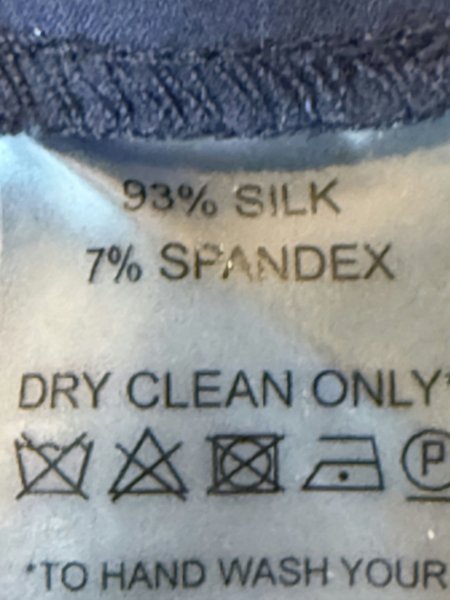 93% SILK
7% SPANDEX
DRY CLEAN ONLY*
P
*TO HAND WASH YOUR